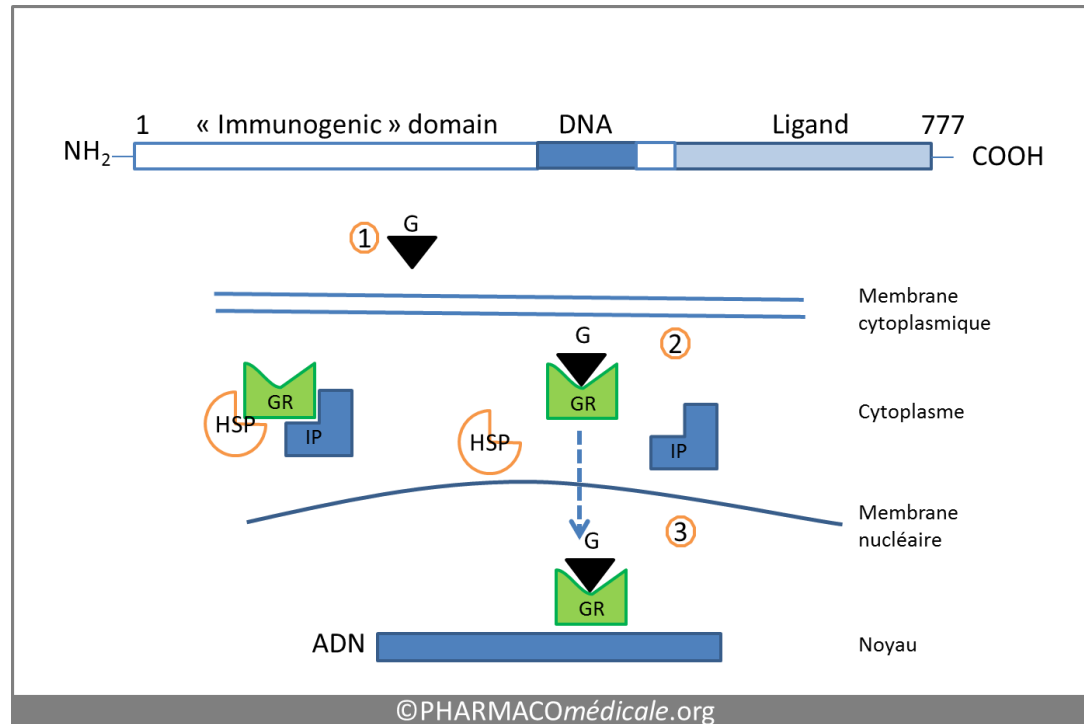 1 « Immunogenic » domain DNA Ligand 777
NH2 COOH
G
1
Membrane
cytoplasmique
G
2
GR
HSP
IP
GR
HSP
IP
Cytoplasme
Membrane
nucléaire
3
G
GR
ADN
Noyau
©PHARMACOmédicale.org